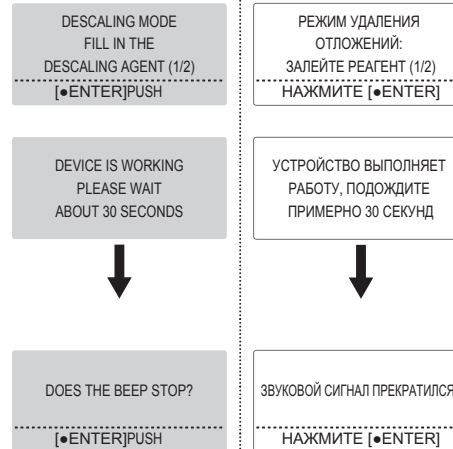 DESCALING MODE
FILL IN THE
DESCALING AGENT (1/2)
[●ENTER]PUSH
РЕЖИМ УДАЛЕНИЯ
ОТЛОЖЕНИЙ:
ЗАЛЕЙТЕ РЕАГЕНТ (1/2)
НАЖМИТЕ [●ENTER]
DEVICE IS WORKING
PLEASE WAIT
ABOUT 30 SECONDS
УСТРОЙСТВО ВЫПОЛНЯЕТ
РАБОТУ, ПОДОЖДИТЕ
ПРИМЕРНО 30 СЕКУНД
DOES THE BEEP STOP?
[●ENTER]PUSH
ЗВУКОВОЙ СИГНАЛ ПРЕКРАТИЛСЯ
НАЖМИТЕ [●ENTER]